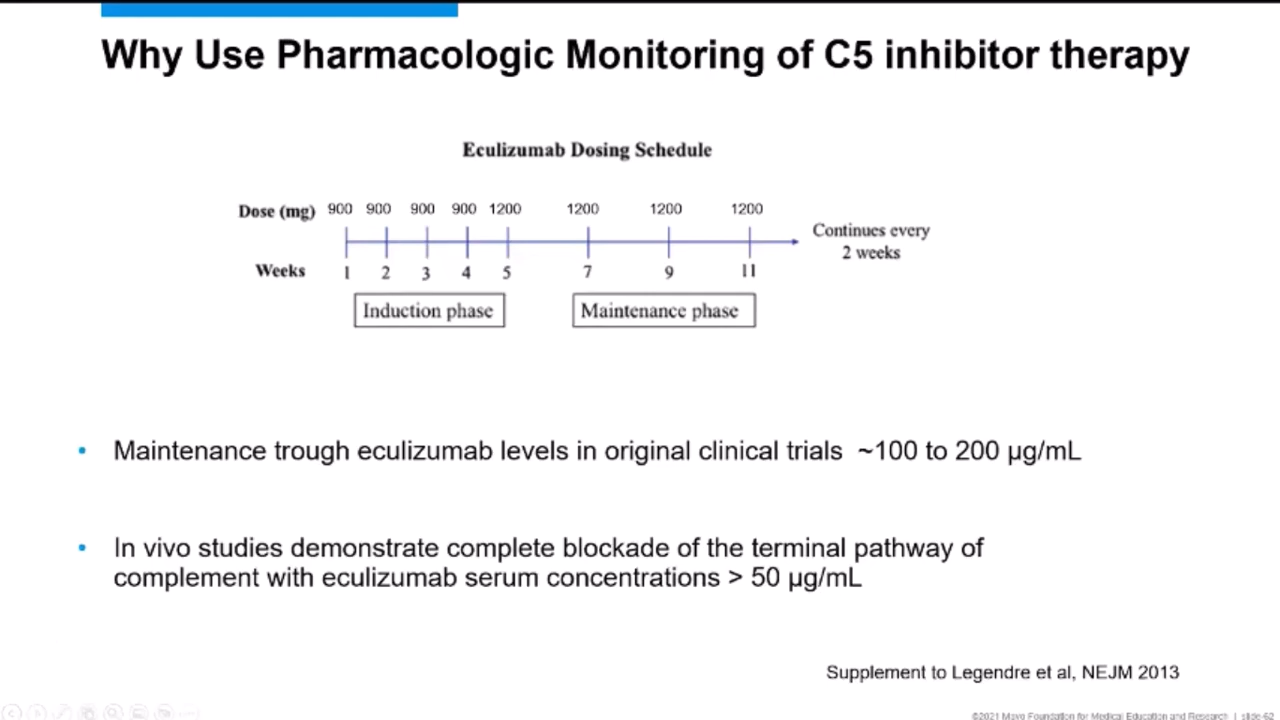 Why Use Pharmacologic Monitoring of C5 inhibitor therapy
Eculizumab Dosing Schedule
Dose (mg) 900 900 900 900 1200 1200 1200 1200
Continues every
2 weeks
Weeks 1 2 3 4 5 7 9 11
Induction phase Maintenance phase
• Maintenance trough eculizumab levels in original clinical trials ~100 to 200 µg/mL
• In vivo studies demonstrate complete blockade of the terminal pathway of
complement with eculizumab serum concentrations > 50 µg/mL
Supplement to Legendre et al, NEJM 2013
©2021 Mayo Foundation for Medical Education and Research | slide-62